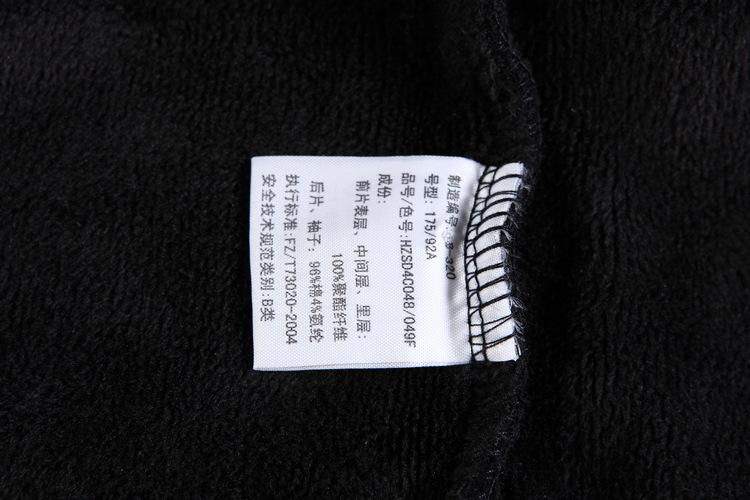 制造编号:
号型: 175/92A
品号/色号:HZSD4C048/049F
成份:
前片表层、中间层、里层:
100%聚酯纤维
后片、袖子: 96%棉4%氨纶
执行标准:FZ/T73020-2004
安全技术规范类别:B类